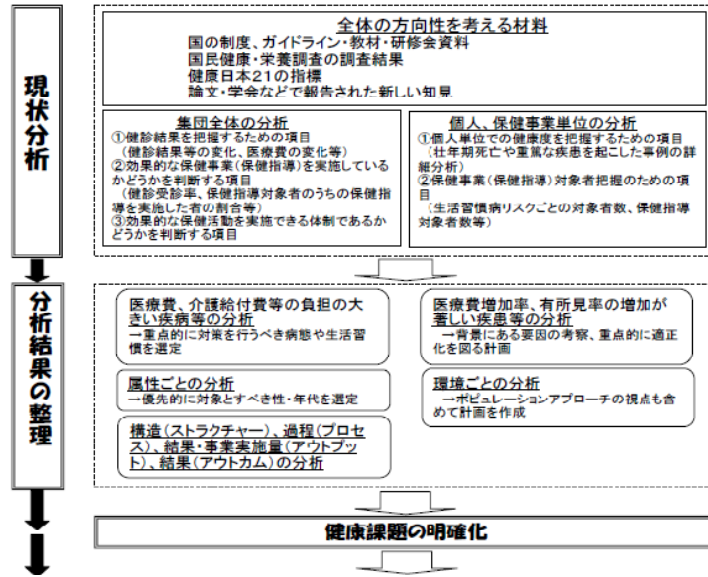 現状分析
全体の方向性を考える材料
国の制度、ガイドライン・教材・研修会資料
国民健康・栄養調査の調査結果
健康日本21の指標
論文・学会などで報告された新しい知見
集団全体の分析
①健診結果を把握するための項目
(健診結果等の変化、医療費の変化等)
②効果的な保健事業(保健指導)を実施している
かどうかを判断する項目
(健診受診率、保健指導対象者のうちの保健指
導を実施した者の割合等)
③効果的な保健活動を実施できる体制であるか
どうかを判断する項目
個人、保健事業単位の分析
①個人単位での健康度を把握するための項目
(壮年期死亡や重篤な疾患を起こした事例の詳
細分析)
②保健事業(保健指導)対象者把握のための項
目
(生活習慣病リスクごとの対象者数、保健指導
対象者数等)
分析結果の整理
医療費、介護給付費等の負担の大
きい疾病等の分析
→重点的に対策を行うべき病態や生活習
慣を選定
医療費増加率、有所見率の増加が
著しい疾患等の分析
→背景にある要因の考察、重点的に適正
化を図る計画
属性ごとの分析
→優先的に対象とすべき性・年代を選定
環境ごとの分析
→ポピュレーションアプローチの視点も含
めて計画を作成
構造(ストラクチャー)、過程(プロセ
ス)、結果・事業実施量(アウトプッ
ト)、結果(アウトカム)の分析
健康課題の明確化